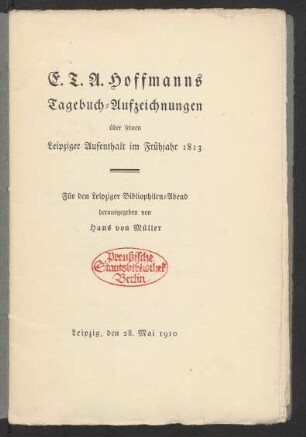 E. T. A. Hoffmanns
Tagebuch-Aufzeichnungen
über seinen
Leipziger Aufenthalt im Frühjahr 1813
Für den Leipziger Bibliophilen-Abend
herausgegeben von
Hans von Müller
Preußische
Staatsbibliothek
Berlin
Leipzig, den 28. Mai 1910